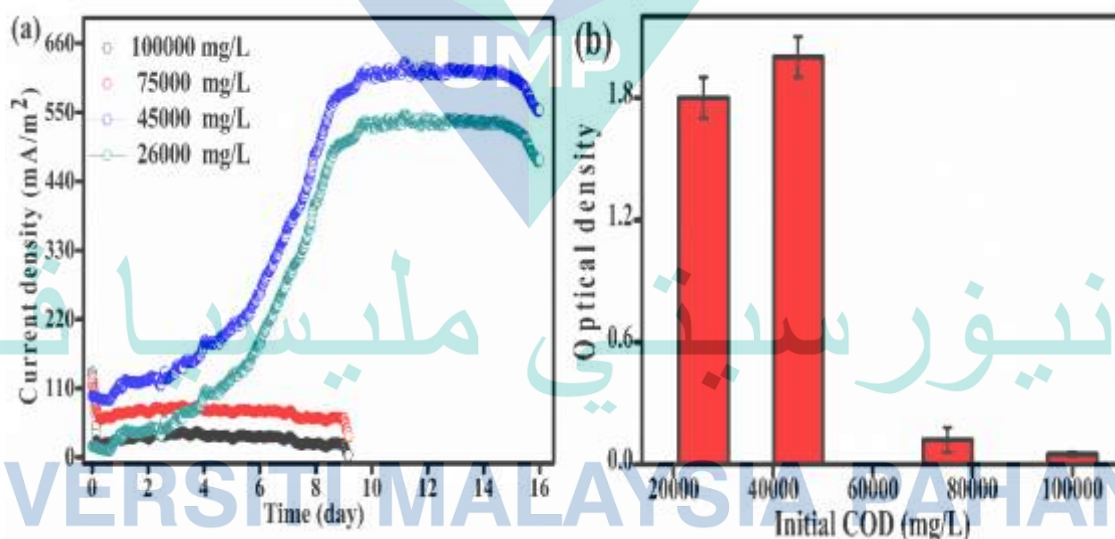 (a)
100000 mg/L
75000 mg/L
45000 mg/L
26000 mg/L
Current density (mA/m²)
660
550
440
330
220
110
0
0 2 4 6 8 10 12 14 16
Time (day)
(b)
Optical density
1.8
1.2
0.6
0.0
20000 40000 60000 80000 100000
Initial COD (mg/L)
UMP
نيۏرسيتي مليسيا ق
VERSITI MALAYSIA PAHAN